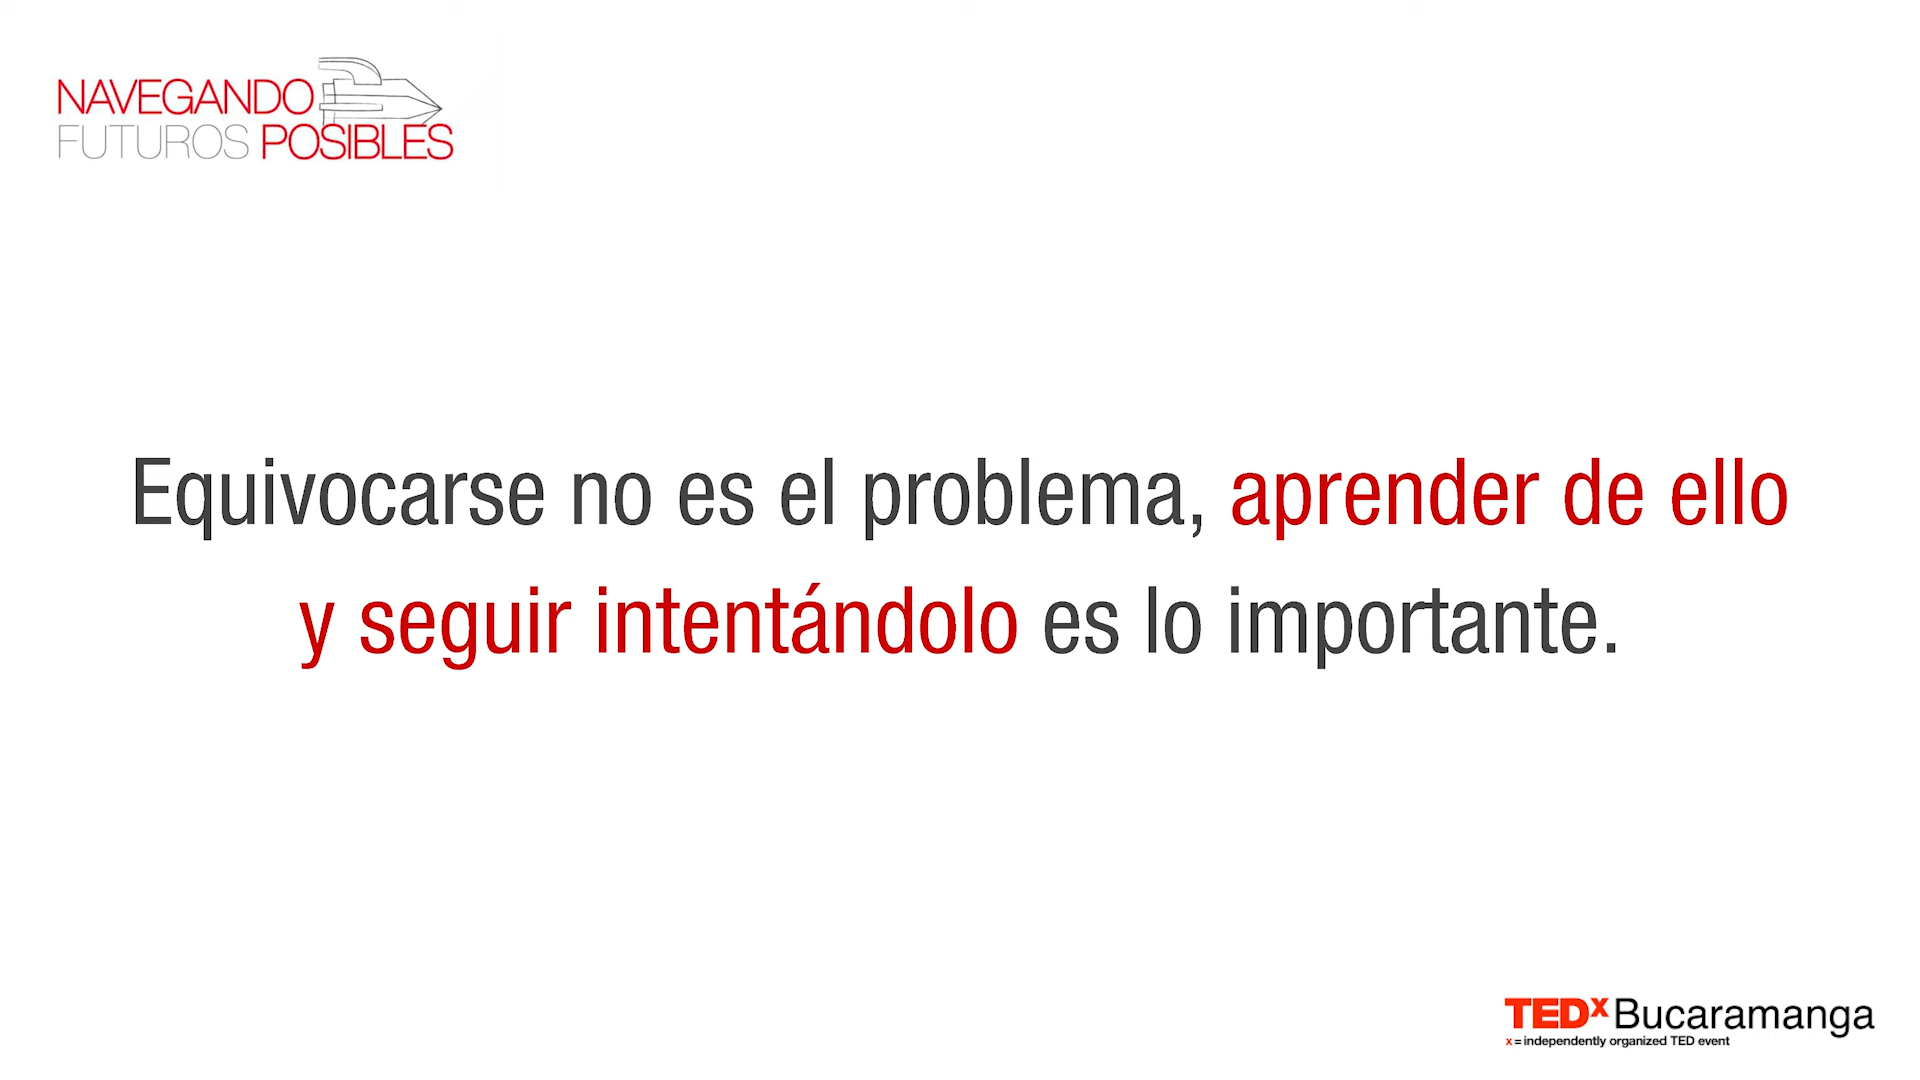 NAVEGANDO
FUTUROS POSIBLES
Equivocarse no es el problema, aprender de ello
y seguir intentándolo es lo importante.
TEDx Bucaramanga
x = independently organized TED event